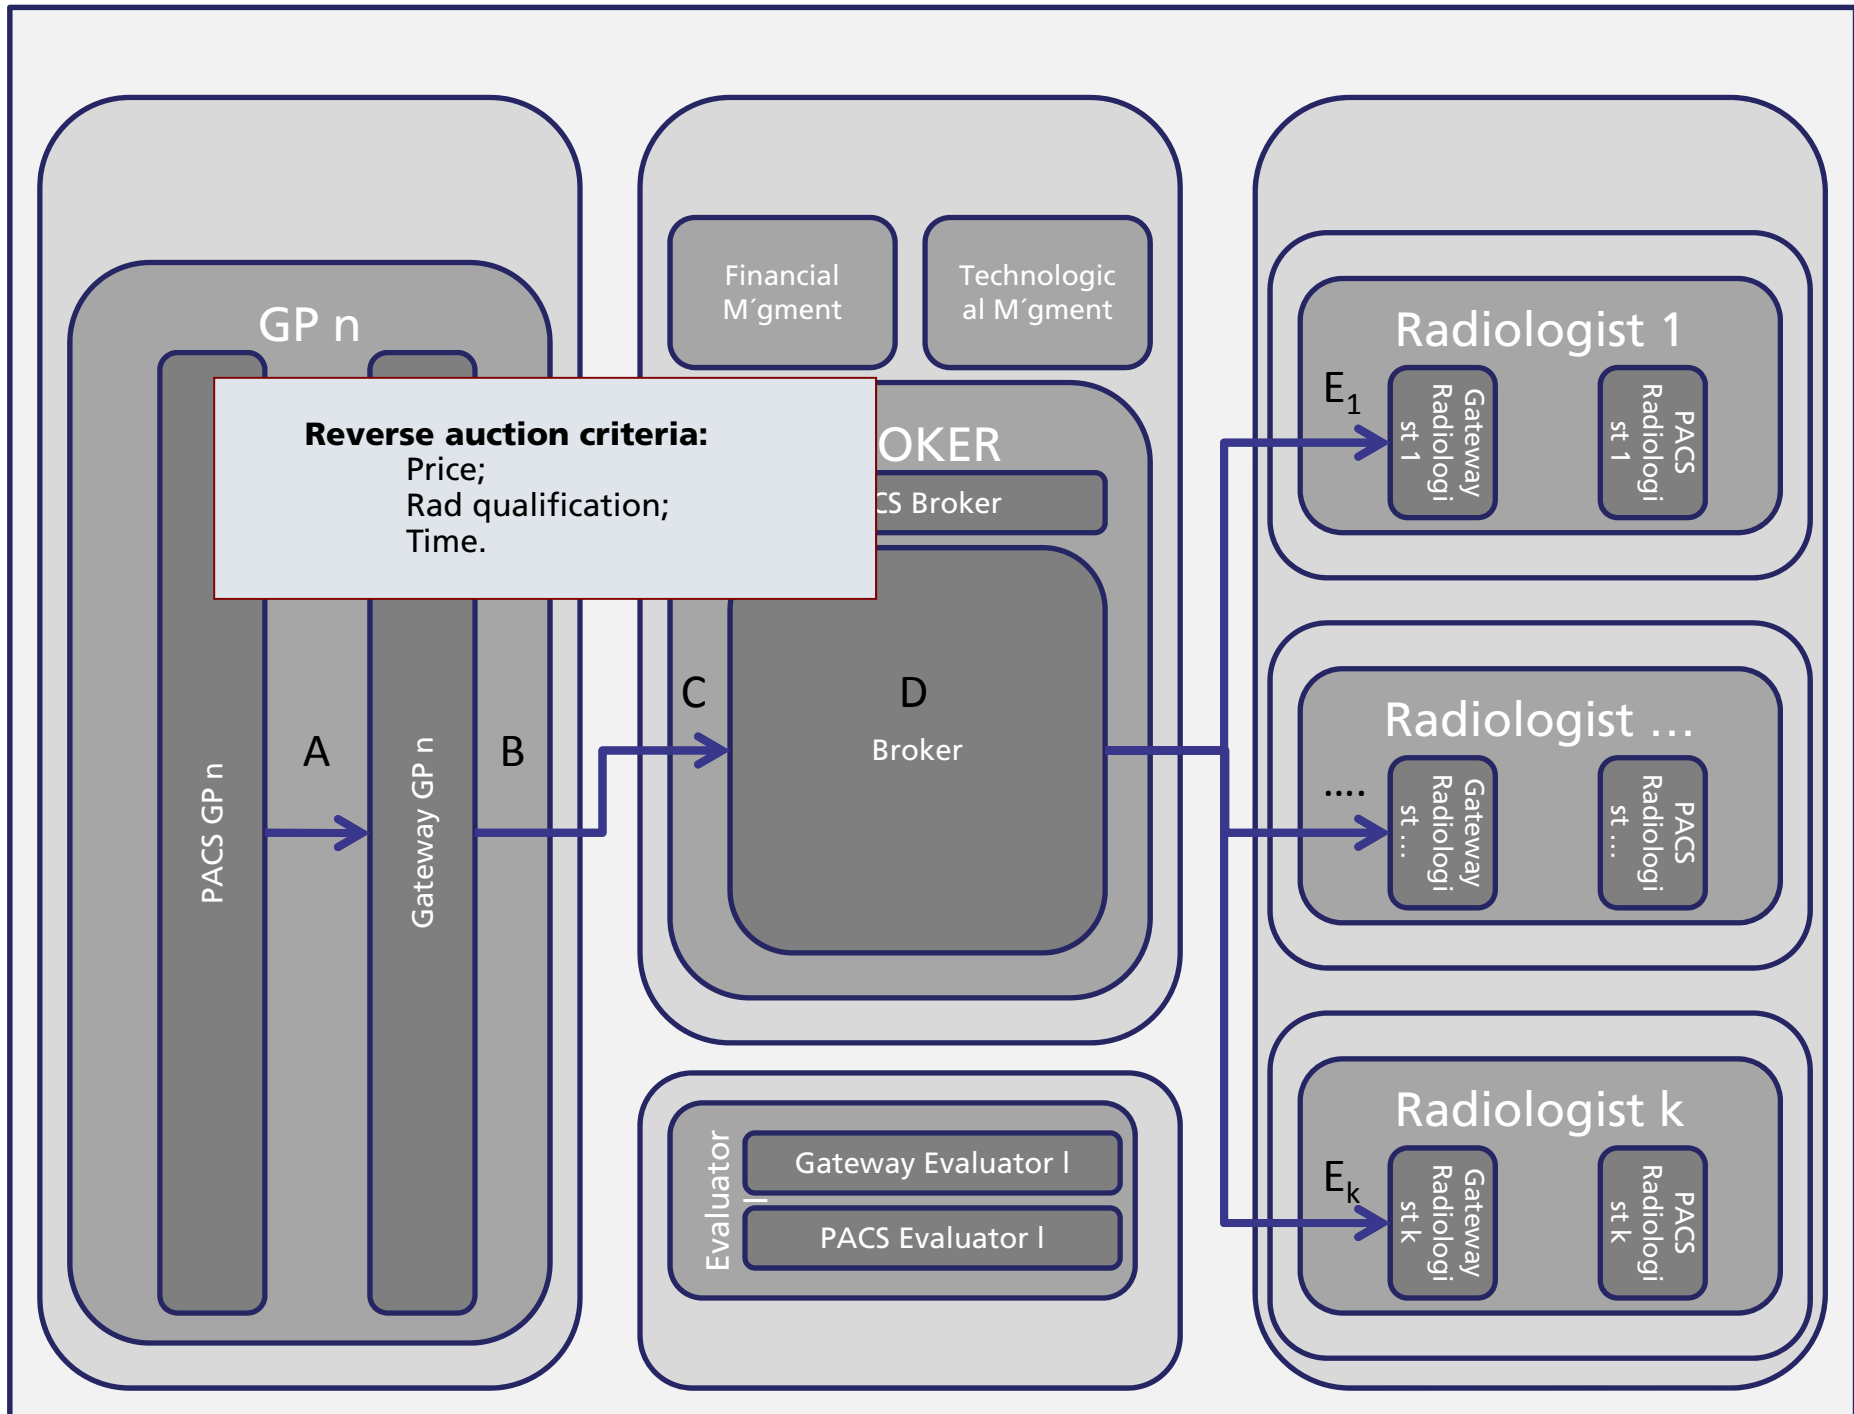 GP n
PACS GP n
A
Gateway GP n
B
Reverse auction criteria:
Price;
Rad qualification;
Time.
Financial
M´gment
Technologic
al M´gment
OKER
CS Broker
C
D
Broker
Evaluator
l
Gateway Evaluator l
PACS Evaluator l
Radiologist 1
E1
Gateway
Radiologi
st 1
PACS
Radiologi
st 1
Radiologist ...
....
Gateway
Radiologi
st ...
PACS
Radiologi
st ...
Radiologist k
Ek
Gateway
Radiologi
st k
PACS
Radiologi
st k